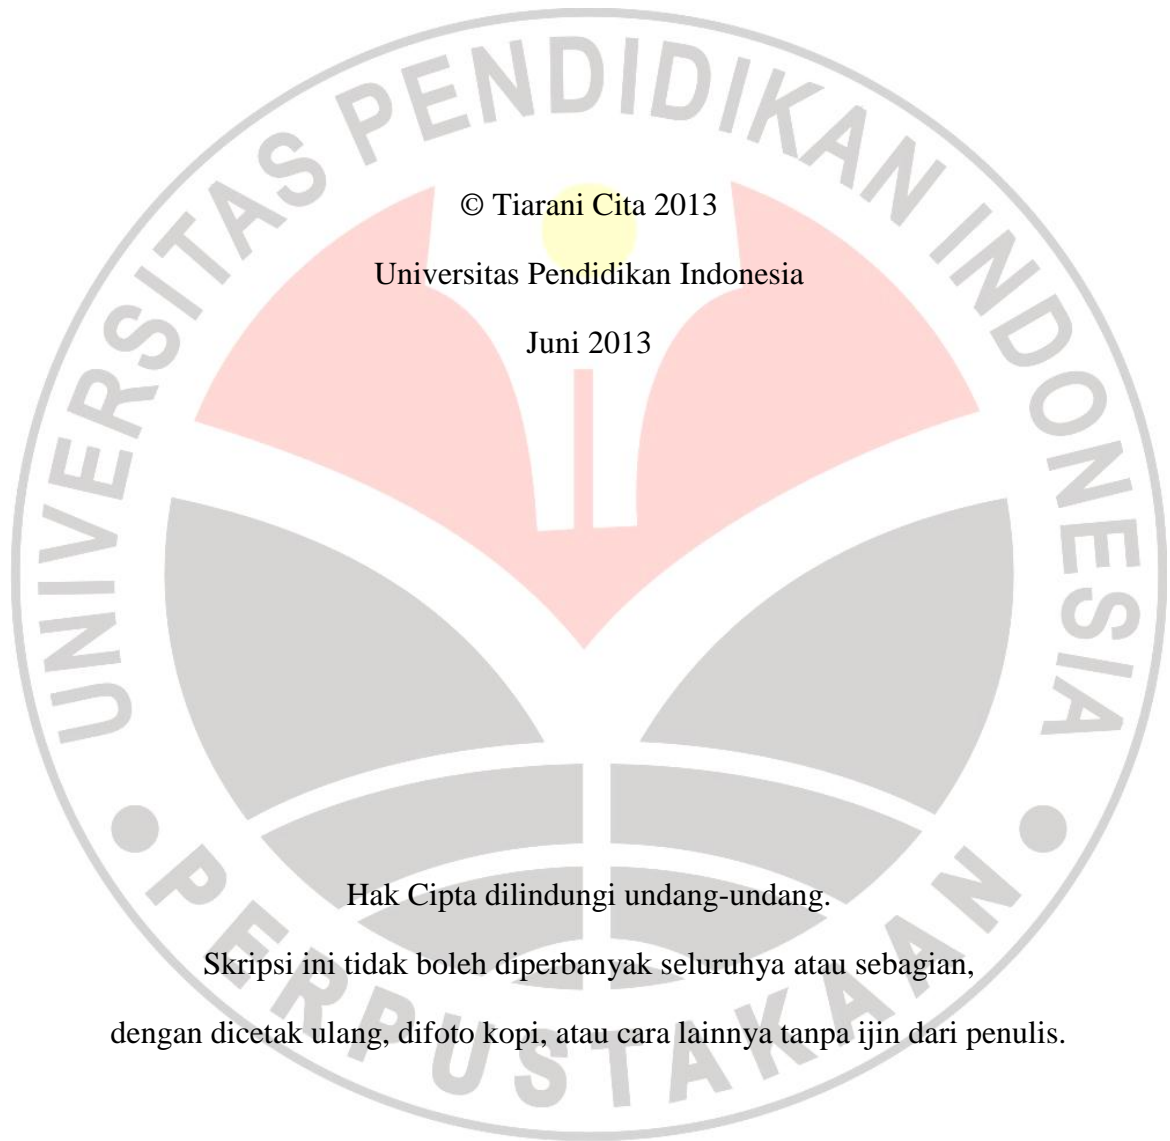 UNIVERSITAS PENDIDIKAN INDONESIA
© Tiarani Cita 2013
Universitas Pendidikan Indonesia
Juni 2013
Hak Cipta dilindungi undang-undang.
Skripsi ini tidak boleh diperbanyak seluruhya atau sebagian,
dengan dicetak ulang, difoto kopi, atau cara lainnya tanpa ijin dari penulis.
PERPUSTAKAAN